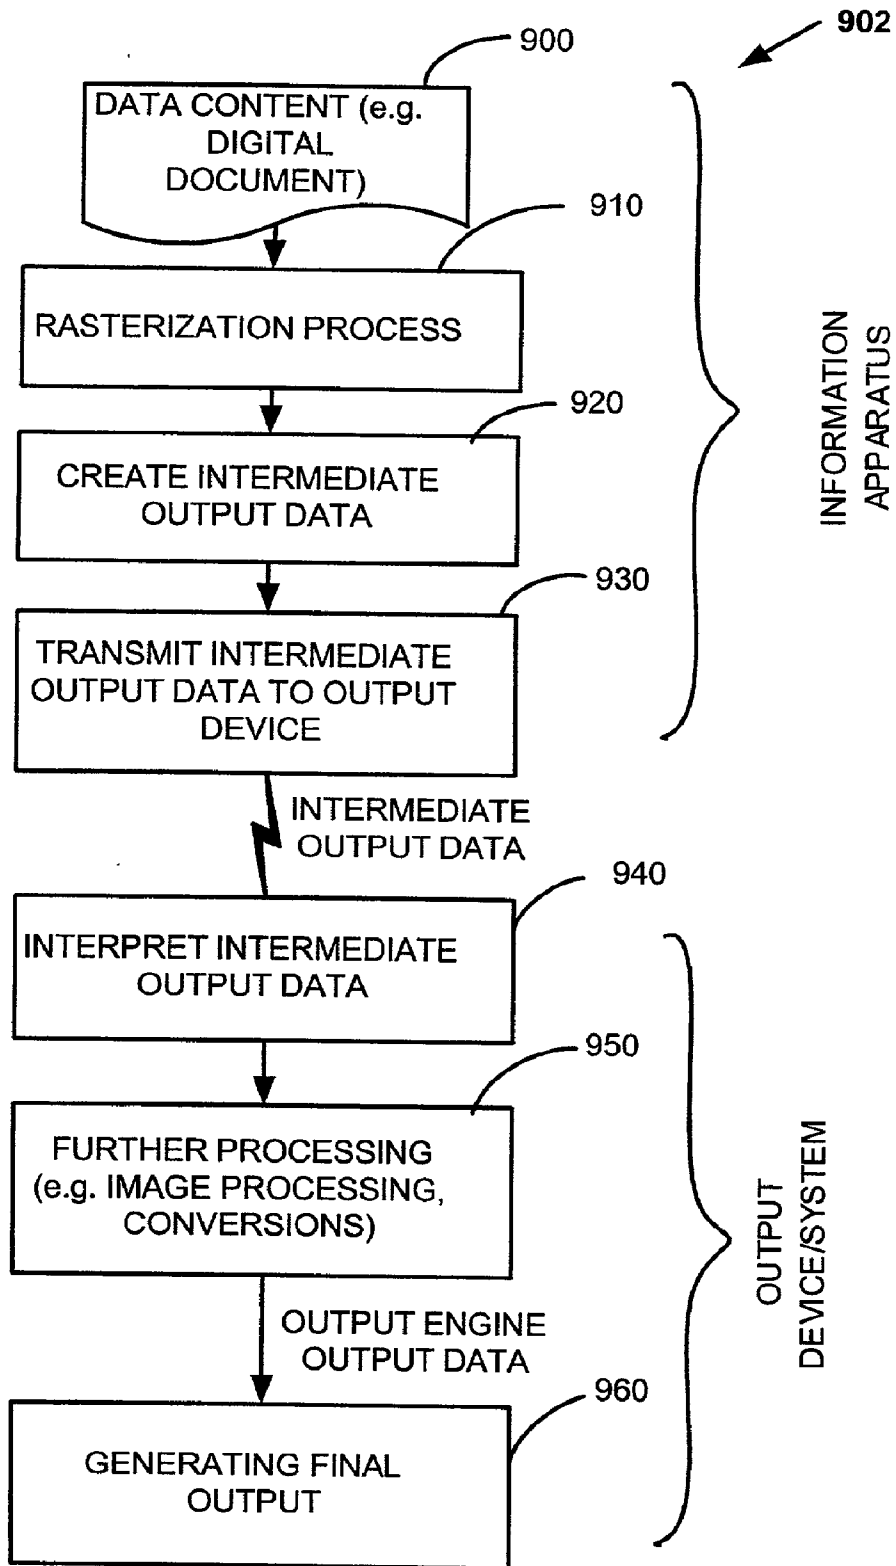 902
900
DATA CONTENT (e.g.
DIGITAL
DOCUMENT)
910
RASTERIZATION PROCESS
920
CREATE INTERMEDIATE
OUTPUT DATA
930
TRANSMIT INTERMEDIATE
OUTPUT DATA TO OUTPUT
DEVICE
INFORMATION
APPARATUS
INTERMEDIATE
OUTPUT DATA
940
INTERPRET INTERMEDIATE
OUTPUT DATA
950
FURTHER PROCESSING
(e.g. IMAGE PROCESSING,
CONVERSIONS)
OUTPUT
DEVICE/SYSTEM
OUTPUT ENGINE
OUTPUT DATA
960
GENERATING FINAL
OUTPUT